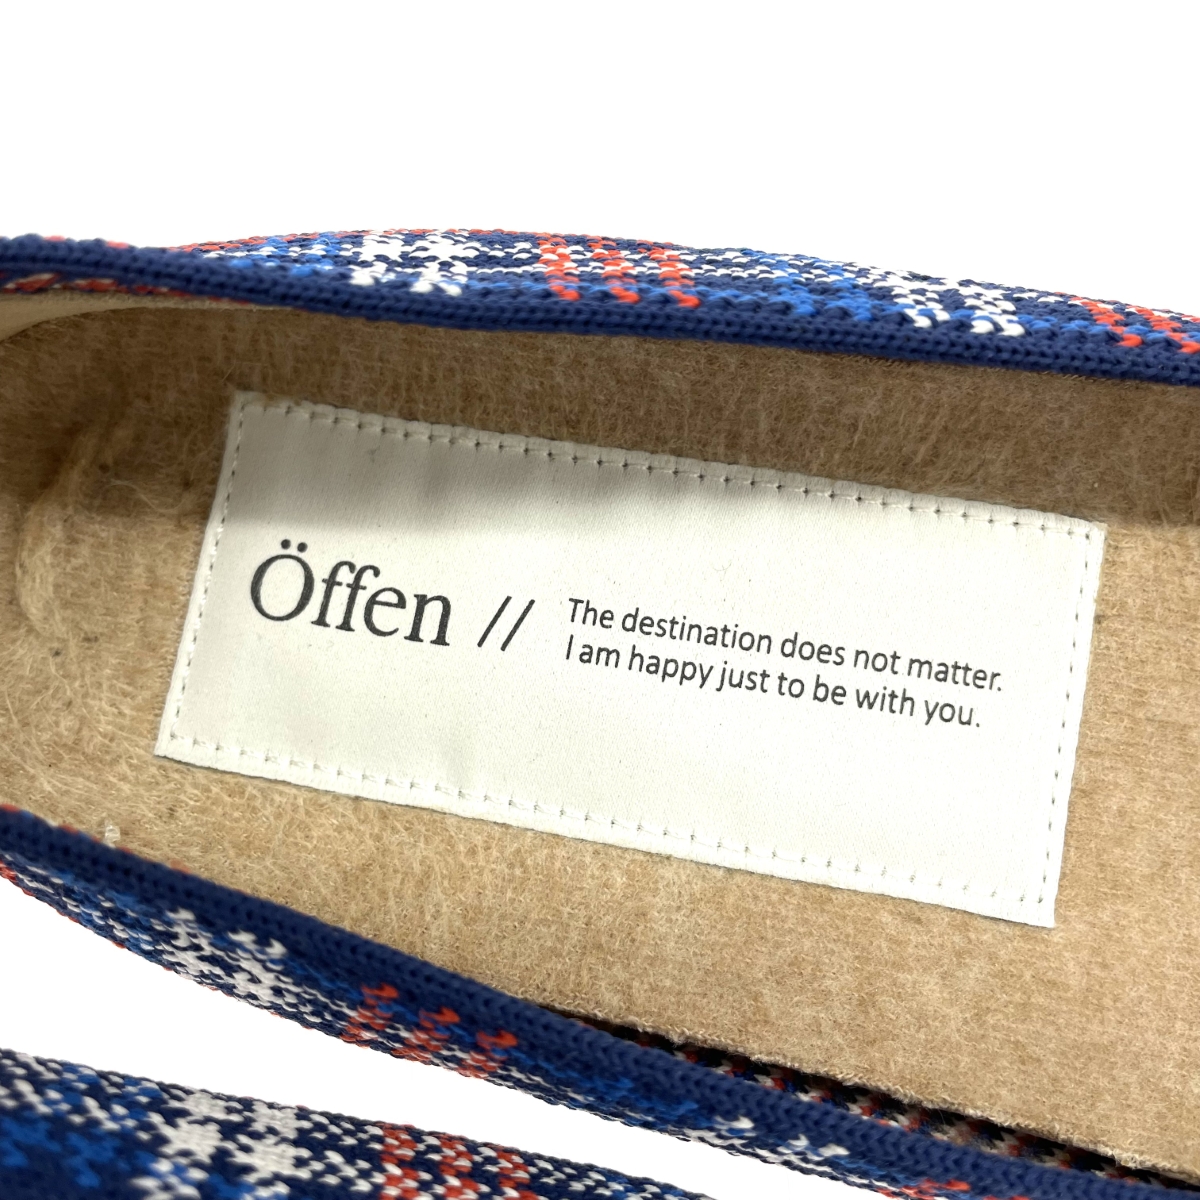 Öffen //
The destination does not matter.
I am happy just to be with you.